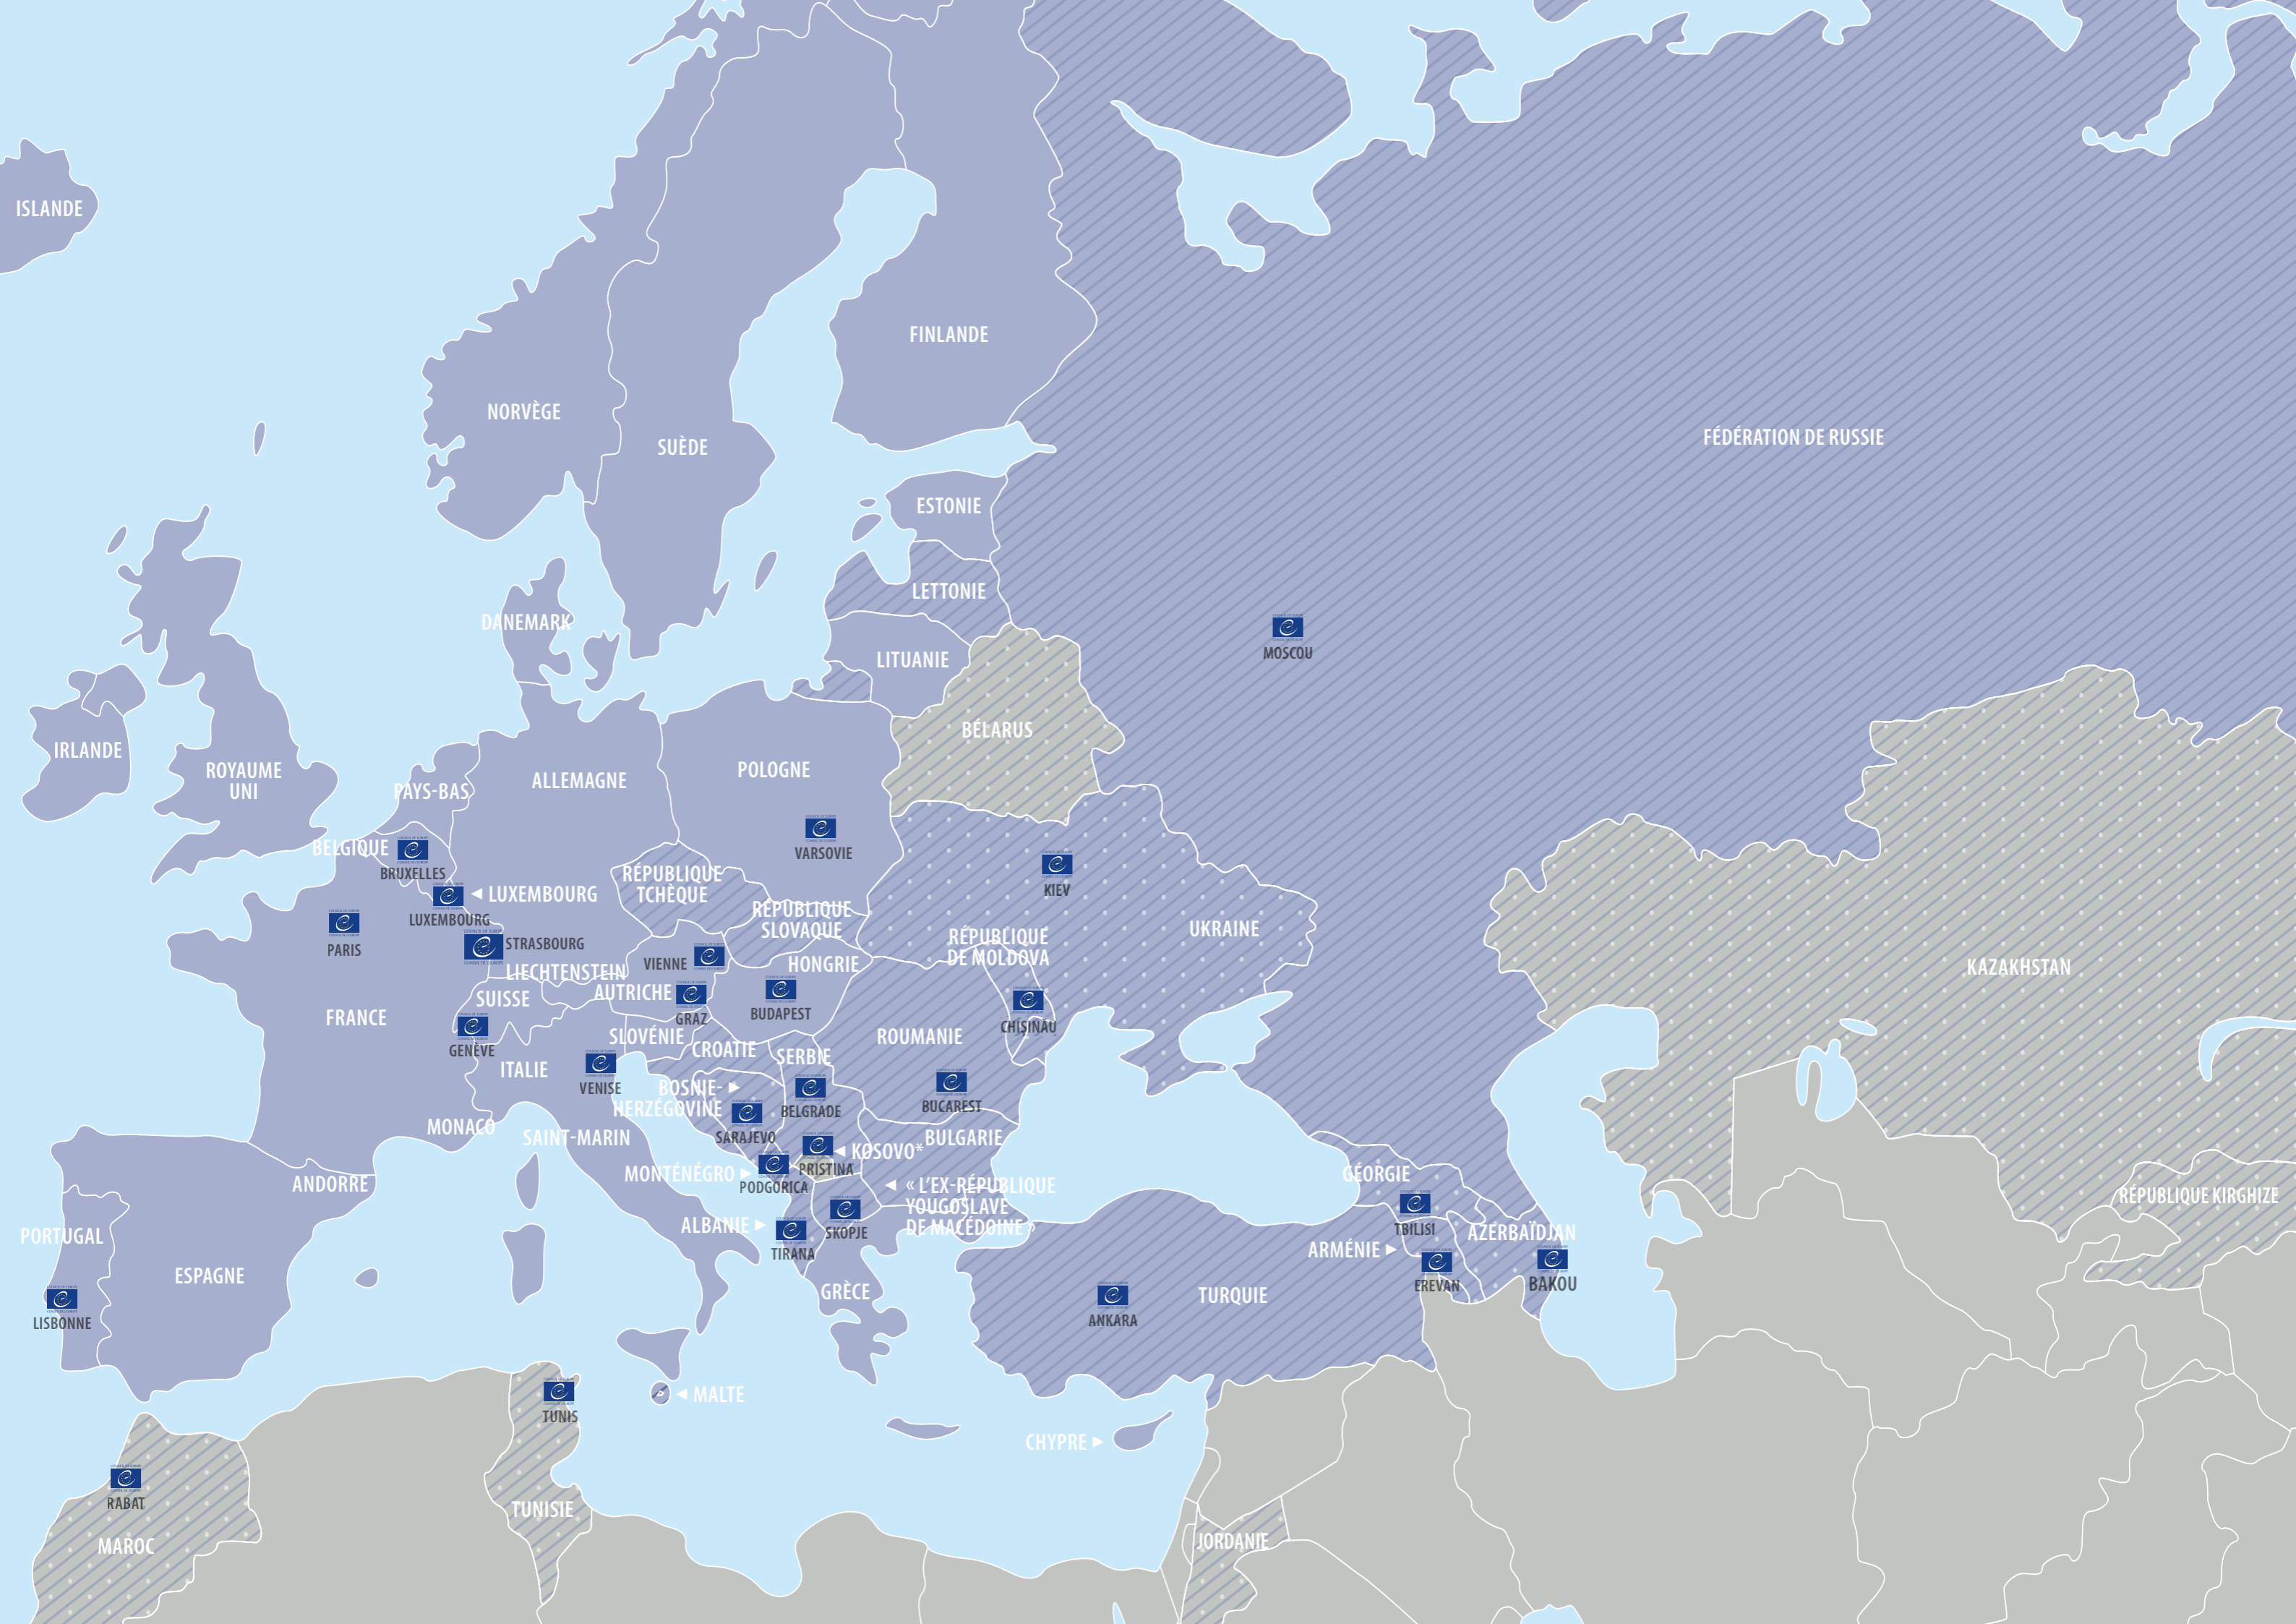 ISLANDE
FINLANDE
NORVÈGE
SUÈDE
FÉDÉRATION DE RUSSIE
ESTONIE
LETTONIE
DANEMARK
LITUANIE
MOSCOU
BÉLARUS
IRLANDE
ROYAUME
UNI
PAYS-BAS
ALLEMAGNE
POLOGNE
VARSOVIE
BELGIQUE
BRUXELLES
LUXEMBOURG
LUXEMBOURG
RÉPUBLIQUE
TCHÈQUE
KIEV
RÉPUBLIQUE
SLOVAQUE
UKRAINE
PARIS
STRASBOURG
RÉPUBLIQUE
DE MOLDOVA
VIENNE
HONGRIE
LIECHTENSTEIN
KAZAKHSTAN
SUISSE
AUTRICHE
GRAZ
BUDAPEST
CHIȘINAU
FRANCE
GENÈVE
SLOVÉNIE
CROATIE
SERBIE
ROUMANIE
ITALIE
VENISE
BOSNIE-
HERZÉGOVINE
BELGRADE
BUCAREST
MONACO
SAINT-MARIN
SARAJEVO
BULGARIE
KOSOVO*
PRISTINA
MONTÉNÉGRO
PODGORICA
ANDORRE
GÉORGIE
« L’EX-RÉPUBLIQUE
YOUGOSLAVE
DE MACÉDOINE »
RÉPUBLIQUE KIRGHIZE
PORTUGAL
ALBANIE
TIRANA
SKOPJE
TBILISI
AZERBAÏDJAN
ARMÉNIE
EREVAN
BAKOU
ESPAGNE
GRÈCE
TURQUIE
LISBONNE
ANKARA
MALTE
TUNIS
CHYPRE
RABAT
TUNISIE
MAROC
JORDANIE